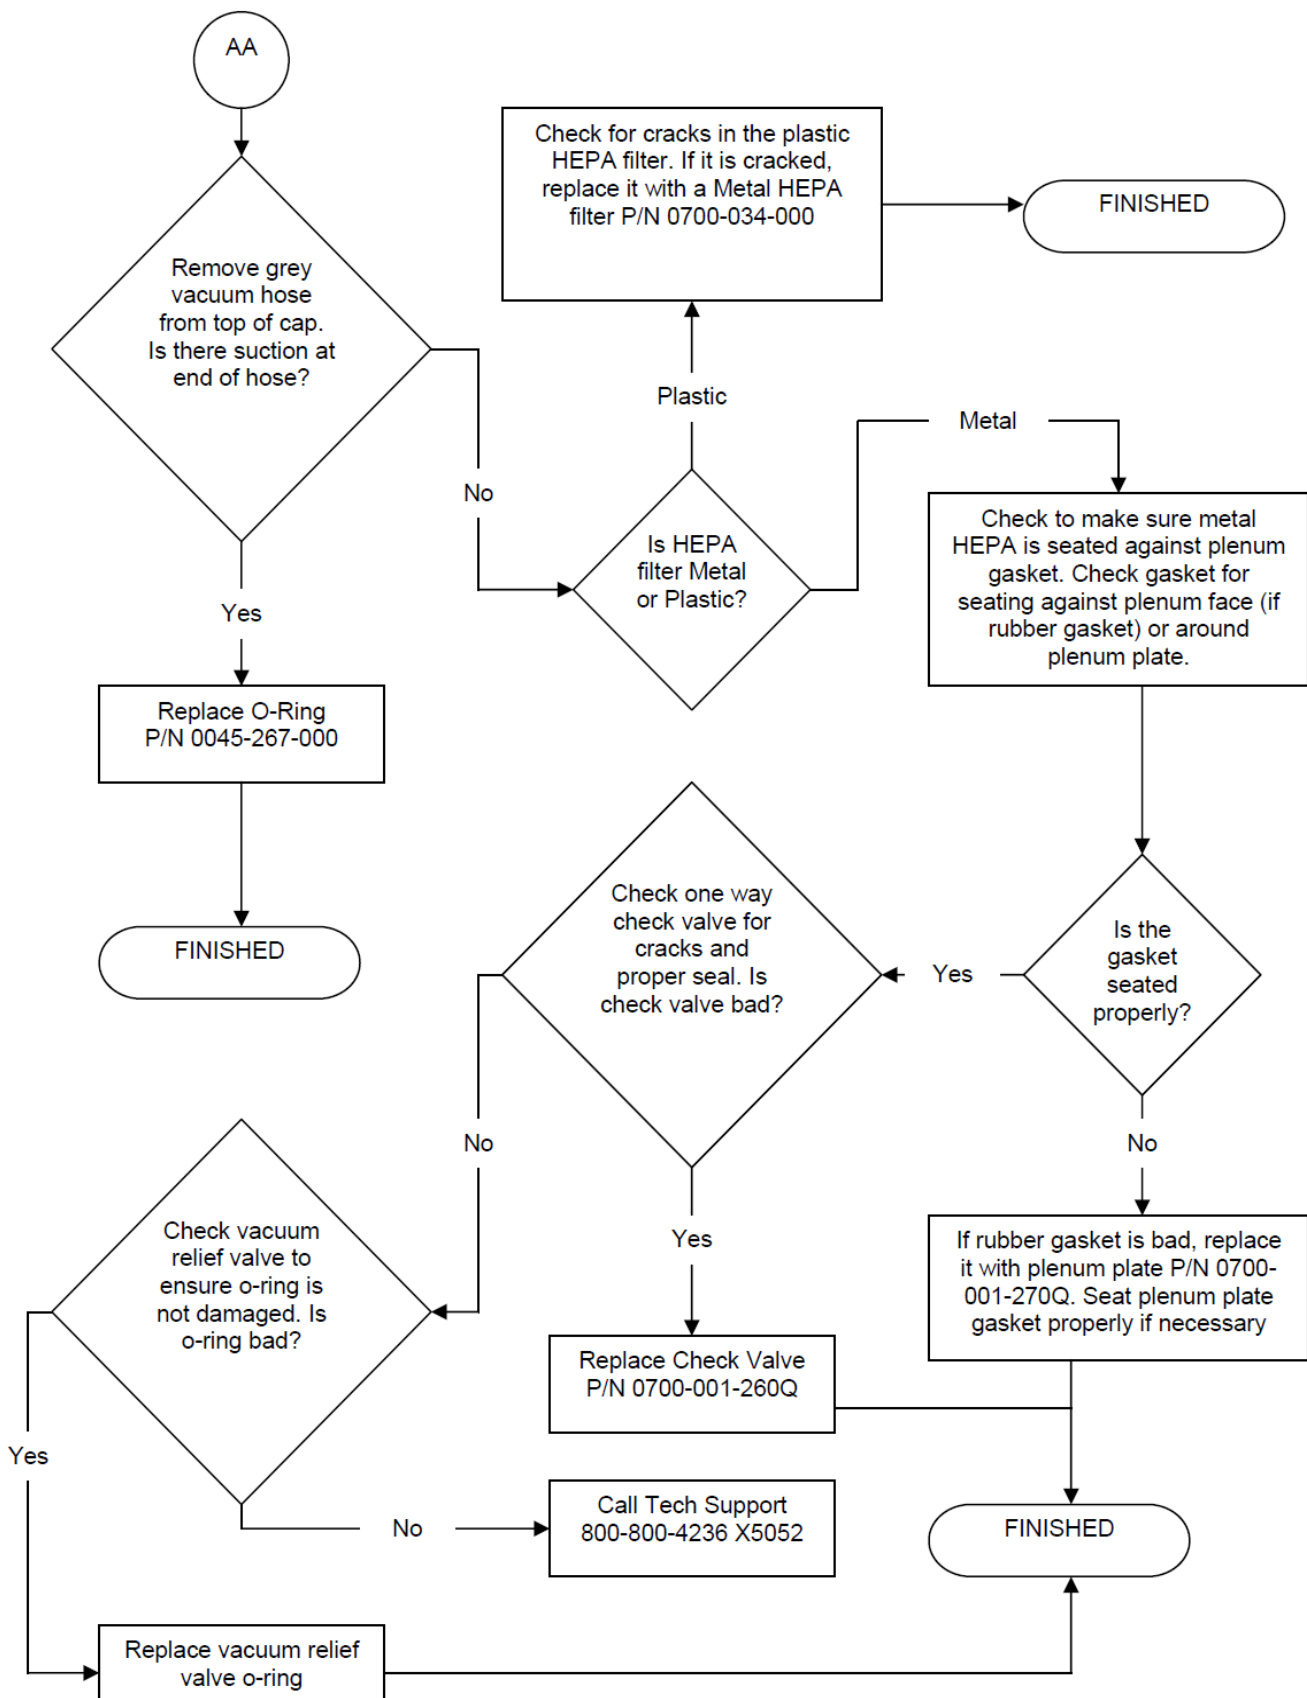 AA
Remove grey
vacuum hose
from top of cap.
Is there suction at
end of hose?
Yes
No
Replace O-Ring
P/N 0045-267-000
FINISHED
Is HEPA
filter Metal
or Plastic?
Plastic
Check for cracks in the plastic
HEPA filter. If it is cracked,
replace it with a Metal HEPA
filter P/N 0700-034-000
FINISHED
Metal
Check to make sure metal
HEPA is seated against plenum
gasket. Check gasket for
seating against plenum face (if
rubber gasket) or around
plenum plate.
Is the
gasket
seated
properly?
Yes
No
If rubber gasket is bad, replace
it with plenum plate P/N 0700-
001-270Q. Seat plenum plate
gasket properly if necessary
Check one way
check valve for
cracks and
proper seal. Is
check valve bad?
No
Yes
Replace Check Valve
P/N 0700-001-260Q
Check vacuum
relief valve to
ensure o-ring is
not damaged. Is
o-ring bad?
Yes
No
Call Tech Support
800-800-4236 X5052
FINISHED
Replace vacuum relief
valve o-ring